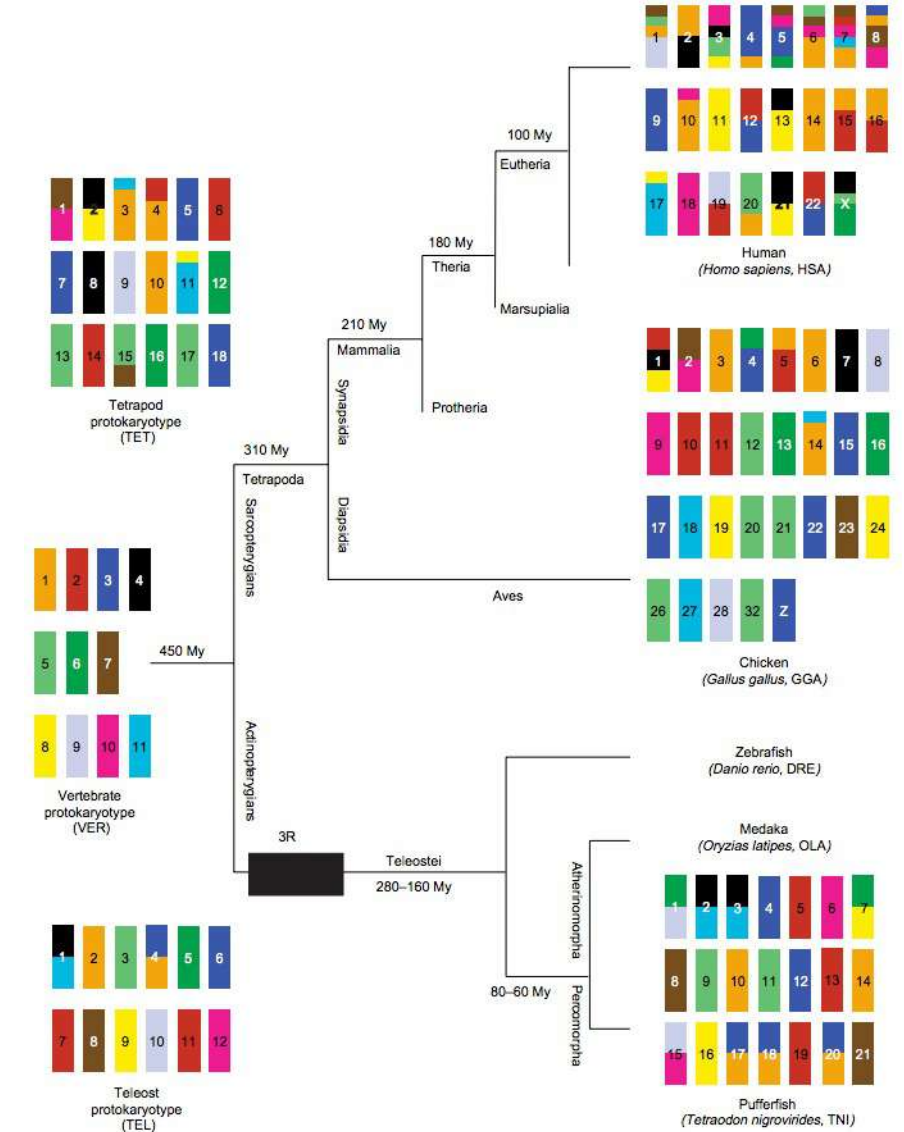 1 2 3 4 5 6 7 8
9 10 11 12 13 14 15 16
17 18 19 20 21 22 X
Human
(Homo sapiens, HSA)
100 My
Eutheria
180 My
Theria
Marsupialia
210 My
Mammalia
Protheria
Synapsidia
310 My
Tetrapoda
Diapsidia
Sarcopterygians
Aves
1 2 3 4 5 6
7 8 9 10 11 12
13 14 15 16 17 18
Tetrapod
protokaryotype
(TET)
1 2 3 4 5 6 7 8
9 10 11 12 13 14 15 16
17 18 19 20 21 22 23 24
26 27 28 32 Z
Chicken
(Gallus gallus, GGA)
1 2 3 4
5 6 7
8 9 10 11
Vertebrate
protokaryotype
(VER)
450 My
Actinopterygians
3R
Teleostei
280–160 My
Zebrafish
(Danio rerio, DRE)
Medaka
(Oryzias latipes, OLA)
Atherinomorpha
80–60 My
Percomorpha
1 2 3 4 5 6 7
8 9 10 11 12 13 14
15 16 17 18 19 20 21
Pufferfish
(Tetraodon nigrovirides, TNI)
1 2 3 4 5 6
7 8 9 10 11 12
Teleost
protokaryotype
(TEL)